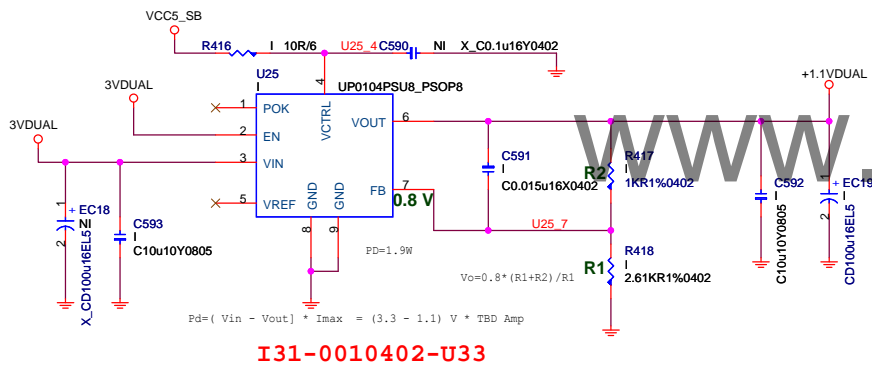 VCC5_SB
R416 I 10R/6
U25_4 C590 NI X_C0.1u16Y0402
U25
I
UP0104PSU8_PSOP8
+1.1VDUAL
3VDUAL
3VDUAL
1 POK
2 EN
3 VIN
5 VREF
4 VCTRL
VOUT 6
FB 7
GND 8
GND 9
0.8 V
C591
I
C0.015u16X0402
R2
R417
I
1KR1%0402
www.
C592
I
C10u10Y0805
1 + EC19
I
2
CD100u16EL5
1 + EC18
NI
2
X_CD100u16EL5
C593
I
C10u10Y0805
U25_7
PD=1.9W
R1
R418
I
2.61KR1%0402
Vo=0.8*(R1+R2)/R1
Pd=( Vin - Vout] * Imax = (3.3 - 1.1) V * TBD Amp
I31-0010402-U33